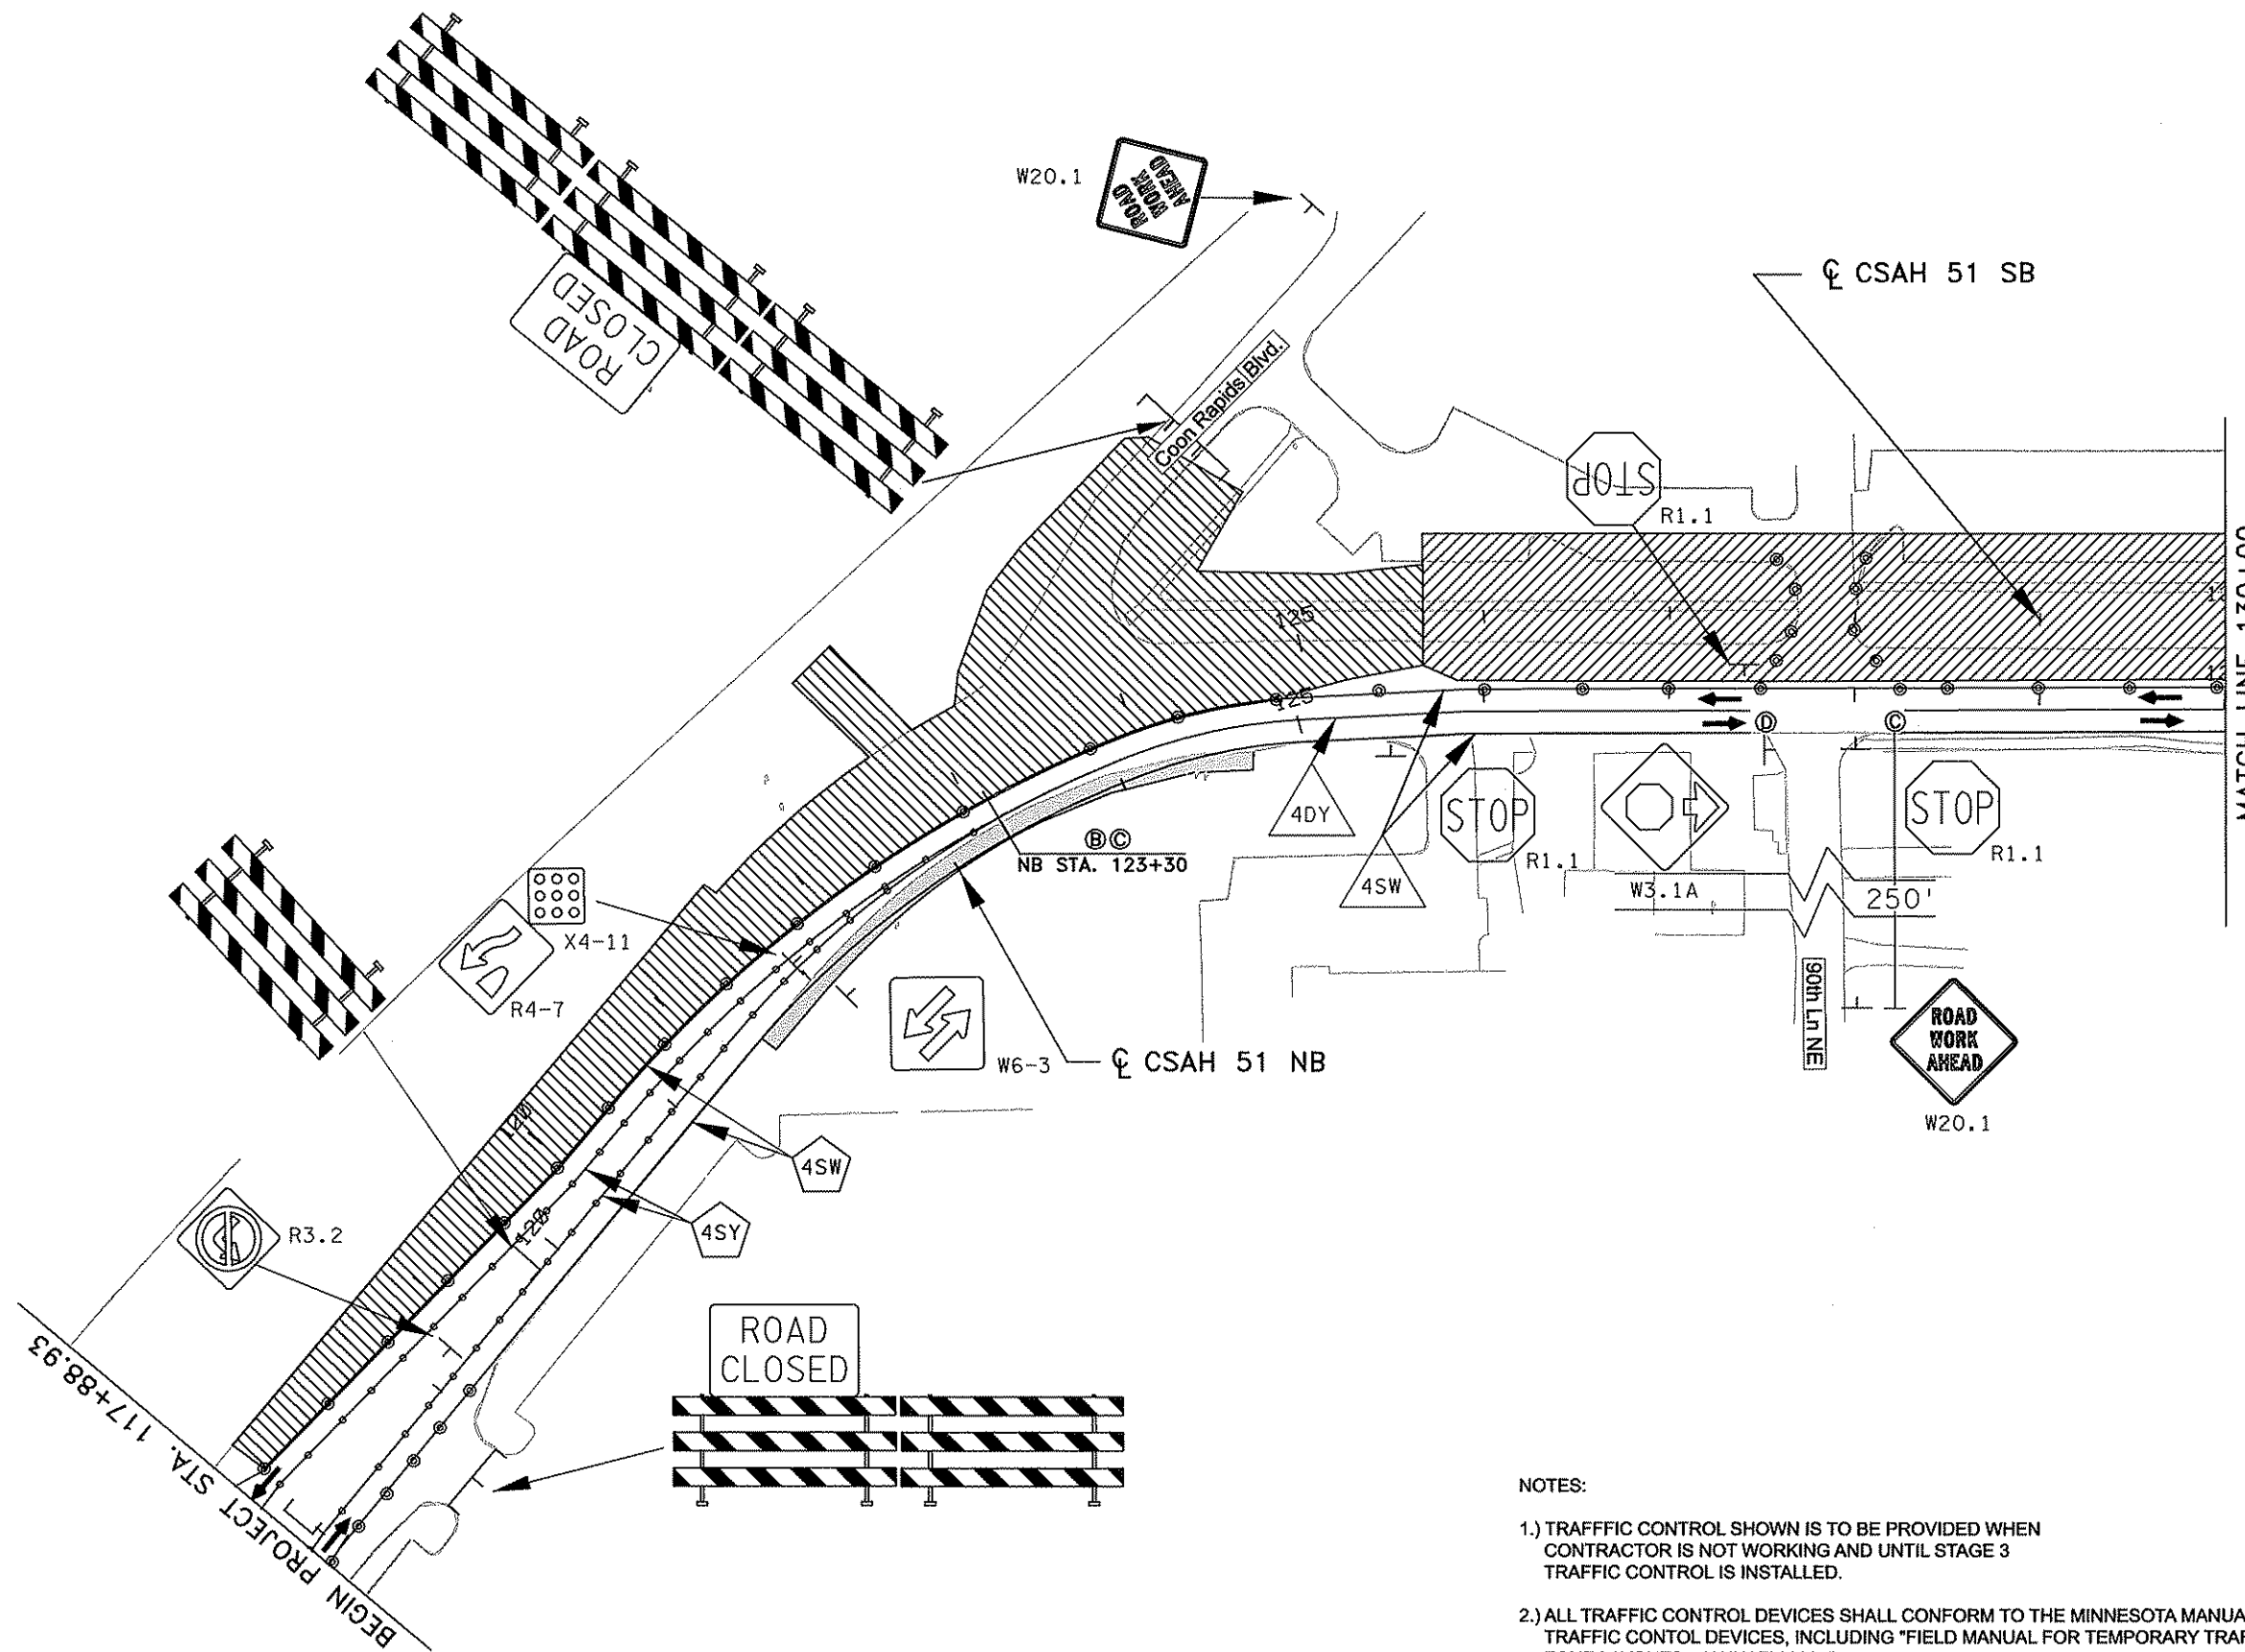 W20.1
ROAD
WORK
AHEAD
℄ CSAH 51 SB
ROAD
CLOSED
Coon Rapids Blvd.
STOP
R1.1
125
125
D
C
4DY
4SW
STOP
R1.1
W3.1A
STOP
R1.1
250'
90th Ln NE
ROAD
WORK
AHEAD
W20.1
B C
NB STA. 123+30
X4-11
R4-7
W6-3
℄ CSAH 51 NB
4SW
4SY
R3.2
120
ROAD
CLOSED
BEGIN PROJECT STA. 117+88.93
NOTES:
1.) TRAFFFIC CONTROL SHOWN IS TO BE PROVIDED WHEN
CONTRACTOR IS NOT WORKING AND UNTIL STAGE 3
TRAFFIC CONTROL IS INSTALLED.
2.) ALL TRAFFIC CONTROL DEVICES SHALL CONFORM TO THE MINNESOTA MANUA
TRAFFIC CONTOL DEVICES, INCLUDING "FIELD MANUAL FOR TEMPORARY TRAF